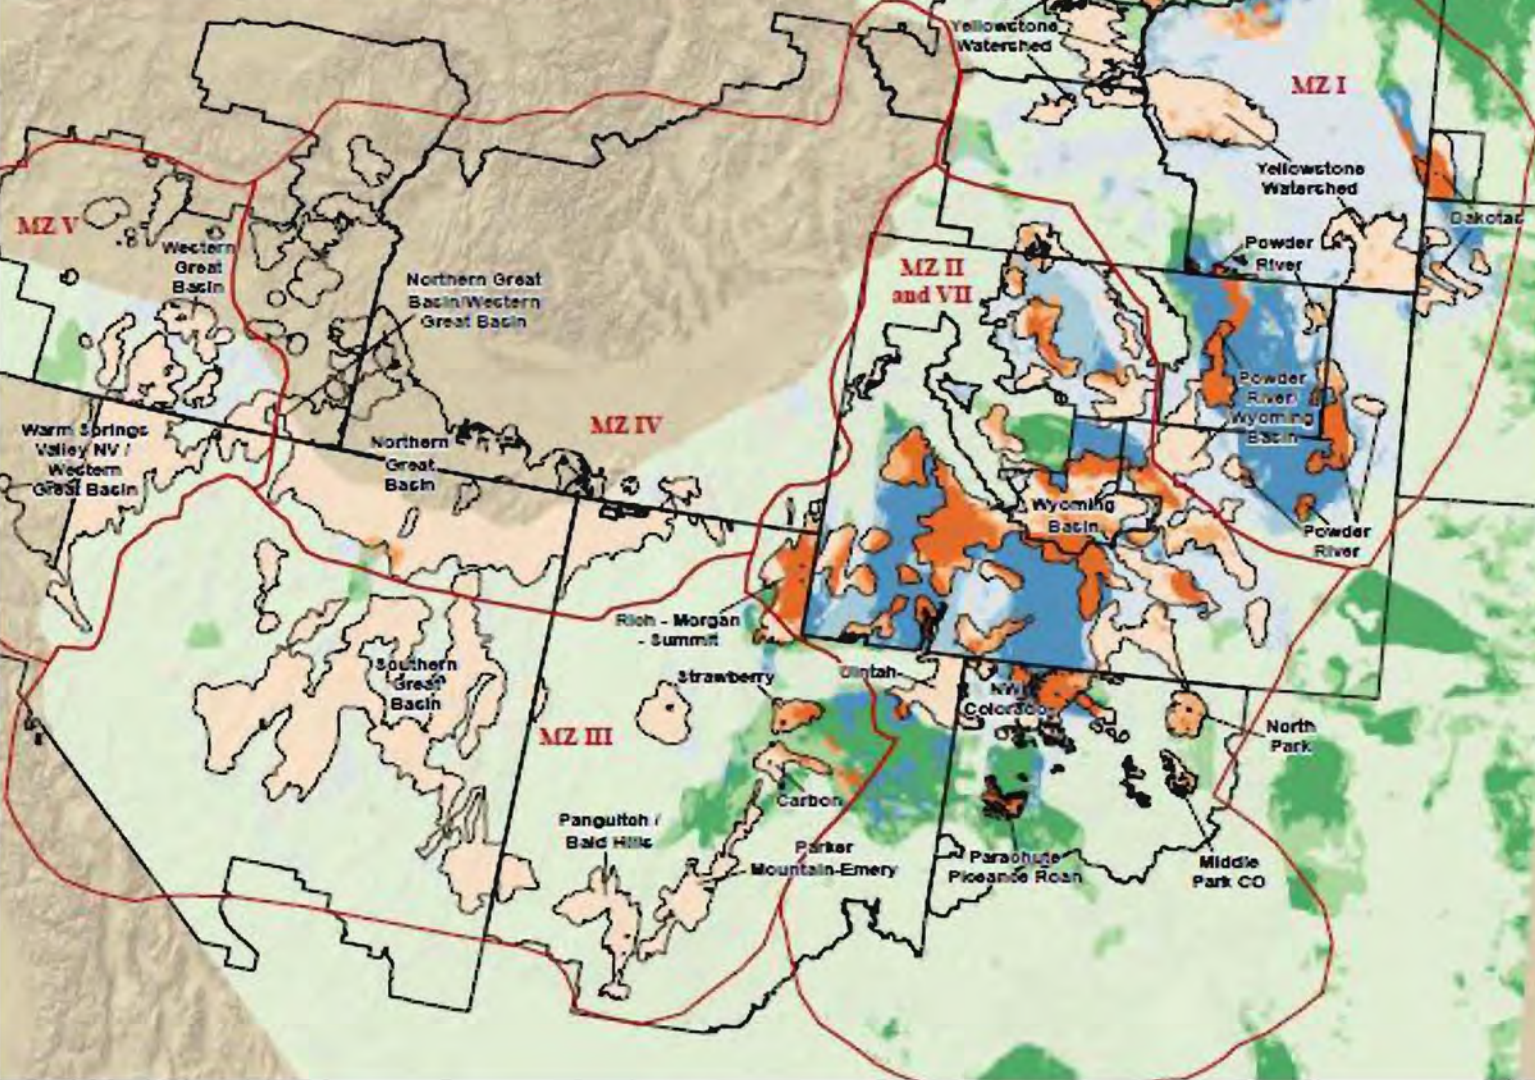 Yellowstone
Watershed
MZ I
Yellowstone
Watershed
Dakotas
MZ V
Western
Great
Basin
Northern Great
Basin/Western
Great Basin
MZ II
and VII
Powder
River
Powder
River/
Wyoming
Basin
MZ IV
Warm Springs
Valley NV /
Western
Great Basin
Northern
Great
Basin
Wyoming
Basin
Powder
River
Rich - Morgan
- Summit
Strawberry
Uintah
NW
Colorado
North
Park
Southern
Great
Basin
MZ III
Carbon
Panguitch /
Bald Hills
Parker
Mountain-Emery
Parachute
Piceance Roan
Middle
Park CO